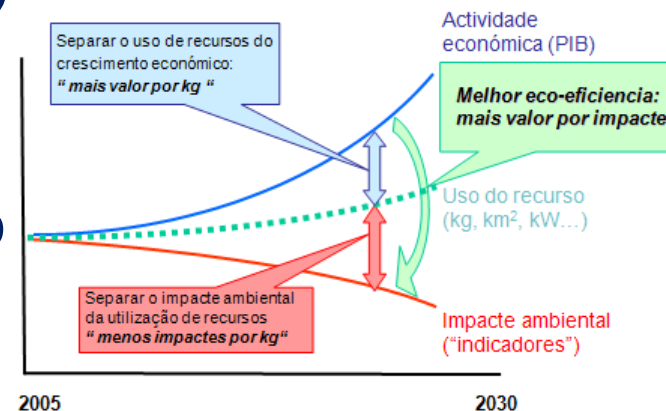 Actividade
económica (PIB)
Separar o uso de recursos do
crescimento económico:
“ mais valor por kg “
Melhor eco-eficiencia:
mais valor por impacte
Uso do recurso
(kg, km², kW...)
Separar o impacte ambiental
da utilização de recursos
“ menos impactes por kg“
Impacte ambiental
(“indicadores”)
2005
2030